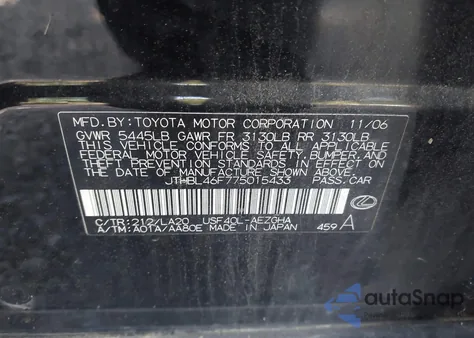 MFD.BY:TOYOTA MOTOR CORPORATION 11/06
GVWR 5445LB GAWR FR 3130LB RR 3130LB
THIS VEHICLE CONFORMS TO ALL APPLICABLE
FEDERAL MOTOR VEHICLE SAFETY, BUMPER, AND
THEFT PREVENTION STANDARDS IN EFFECT ON
THE DATE OF MANUFACTURE SHOWN ABOVE.
JTHBL46F775015433 PASS.CAR
C/TR:212/LA20 USF40L-AEZGHA
A/TM:A01A/AA80E MADE IN JAPAN 459 A
autaSnap